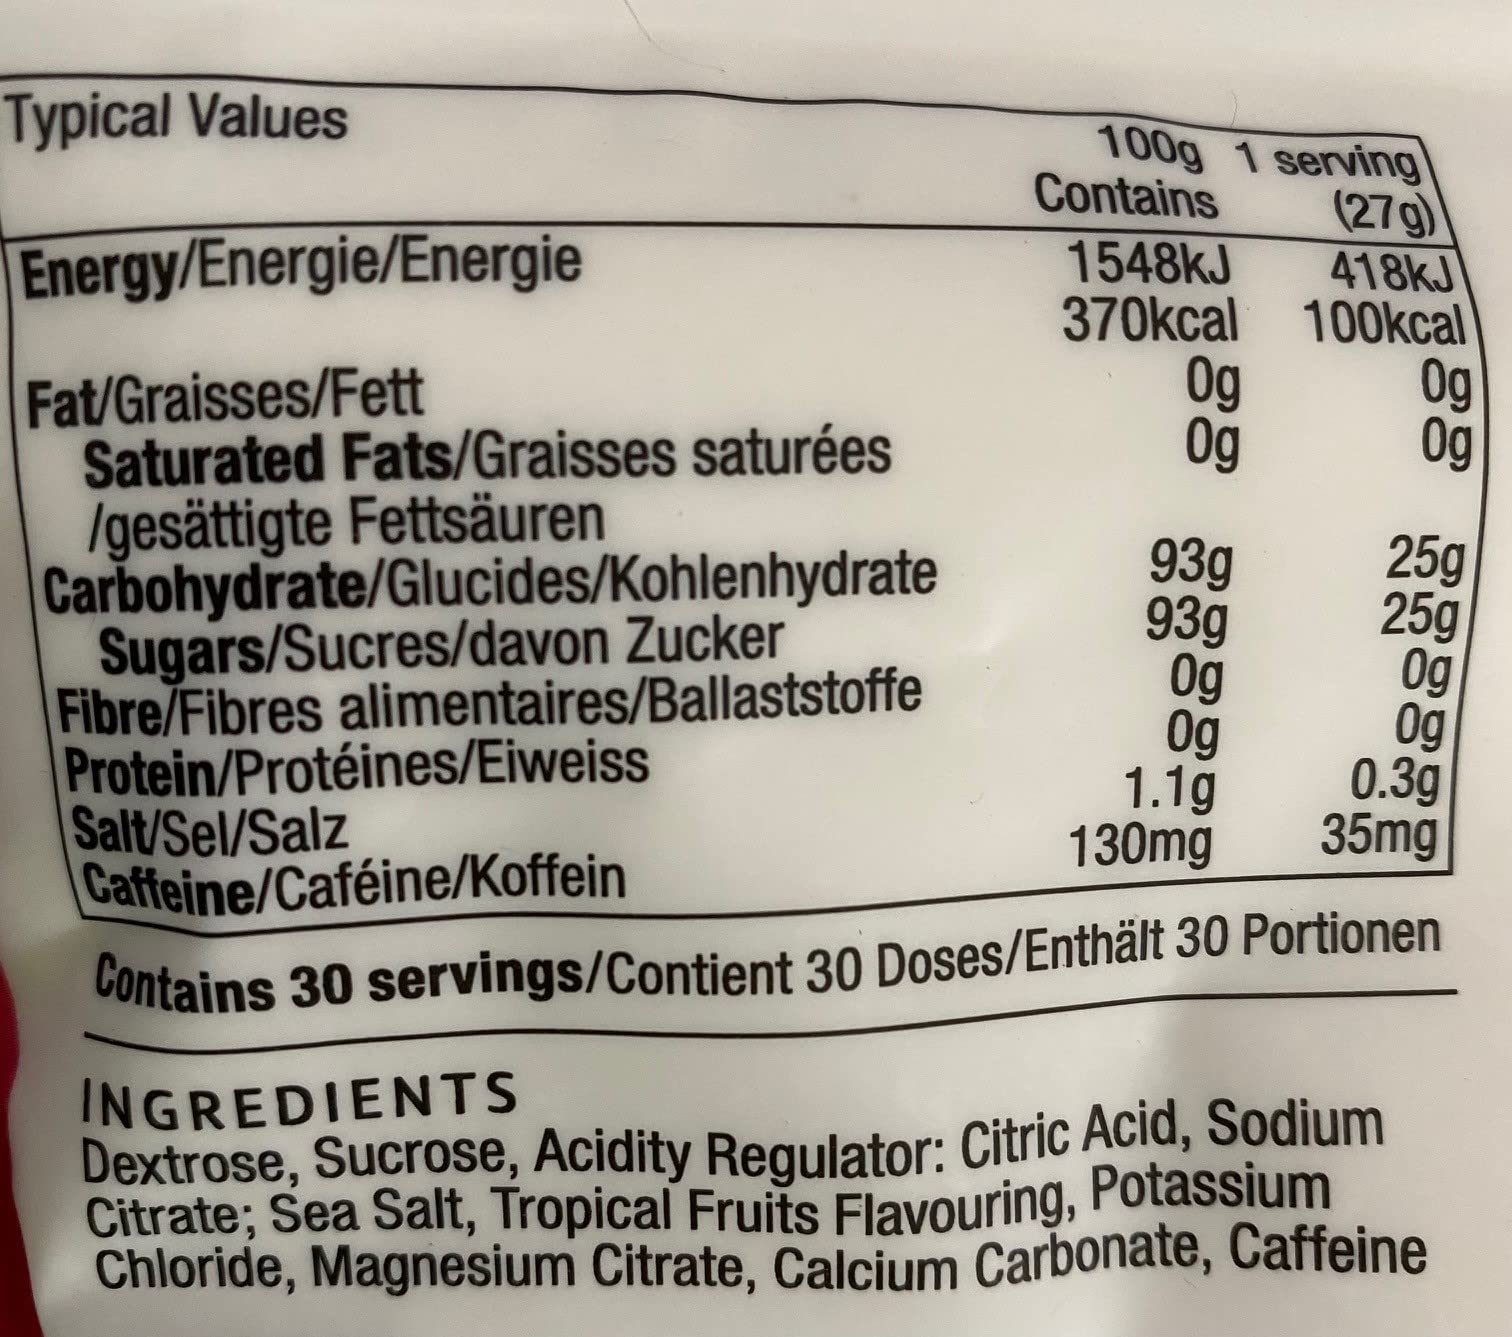 Typical Values 100g 1 serving
Contains (27g)
Energy/Energie/Energie 1548kJ 418kJ
370kcal 100kcal
Fat/Graisses/Fett 0g 0g
Saturated Fats/Graisses saturées 0g 0g
/gesättigte Fettsäuren
Carbohydrate/Glucides/Kohlenhydrate 93g 25g
Sugars/Sucres/davon Zucker 93g 25g
Fibre/Fibres alimentaires/Ballaststoffe 0g 0g
Protein/Protéines/Eiweiss 0g 0g
Salt/Sel/Salz 1.1g 0.3g
Caffeine/Caféine/Koffein 130mg 35mg
Contains 30 servings/Contient 30 Doses/Enthält 30 Portionen
INGREDIENTS
Dextrose, Sucrose, Acidity Regulator: Citric Acid, Sodium
Citrate; Sea Salt, Tropical Fruits Flavouring, Potassium
Chloride, Magnesium Citrate, Calcium Carbonate, Caffeine